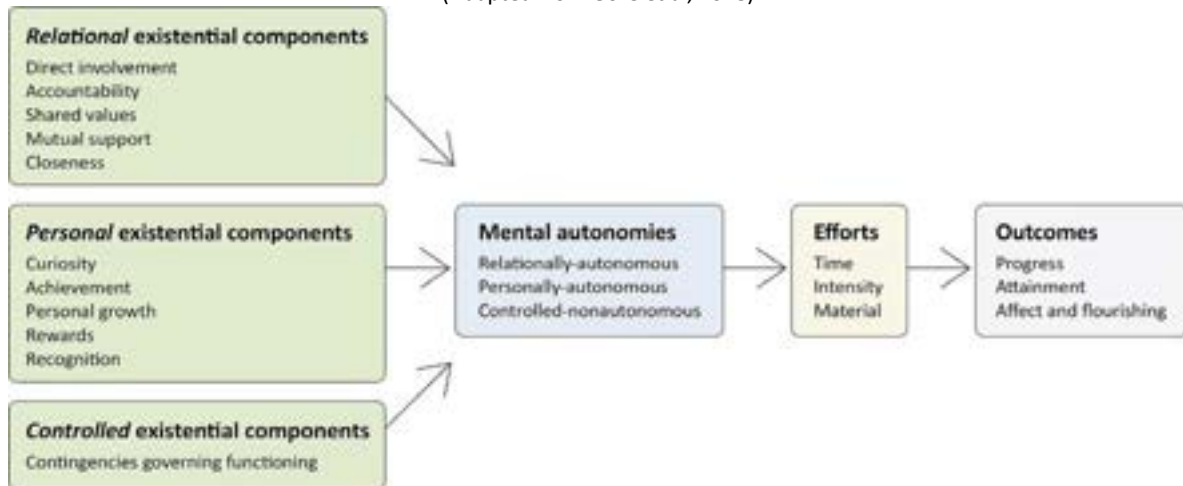 Relational existential components
Direct involvement
Accountability
Shared values
Mutual support
Closeness
Personal existential components
Curiosity
Achievement
Personal growth
Rewards
Recognition
Controlled existential components
Contingencies governing functioning
Mental autonomies
Relationally-autonomous
Personally-autonomous
Controlled-nonautonomous
Efforts
Time
Intensity
Material
Outcomes
Progress
Attainment
Affect and flourishing